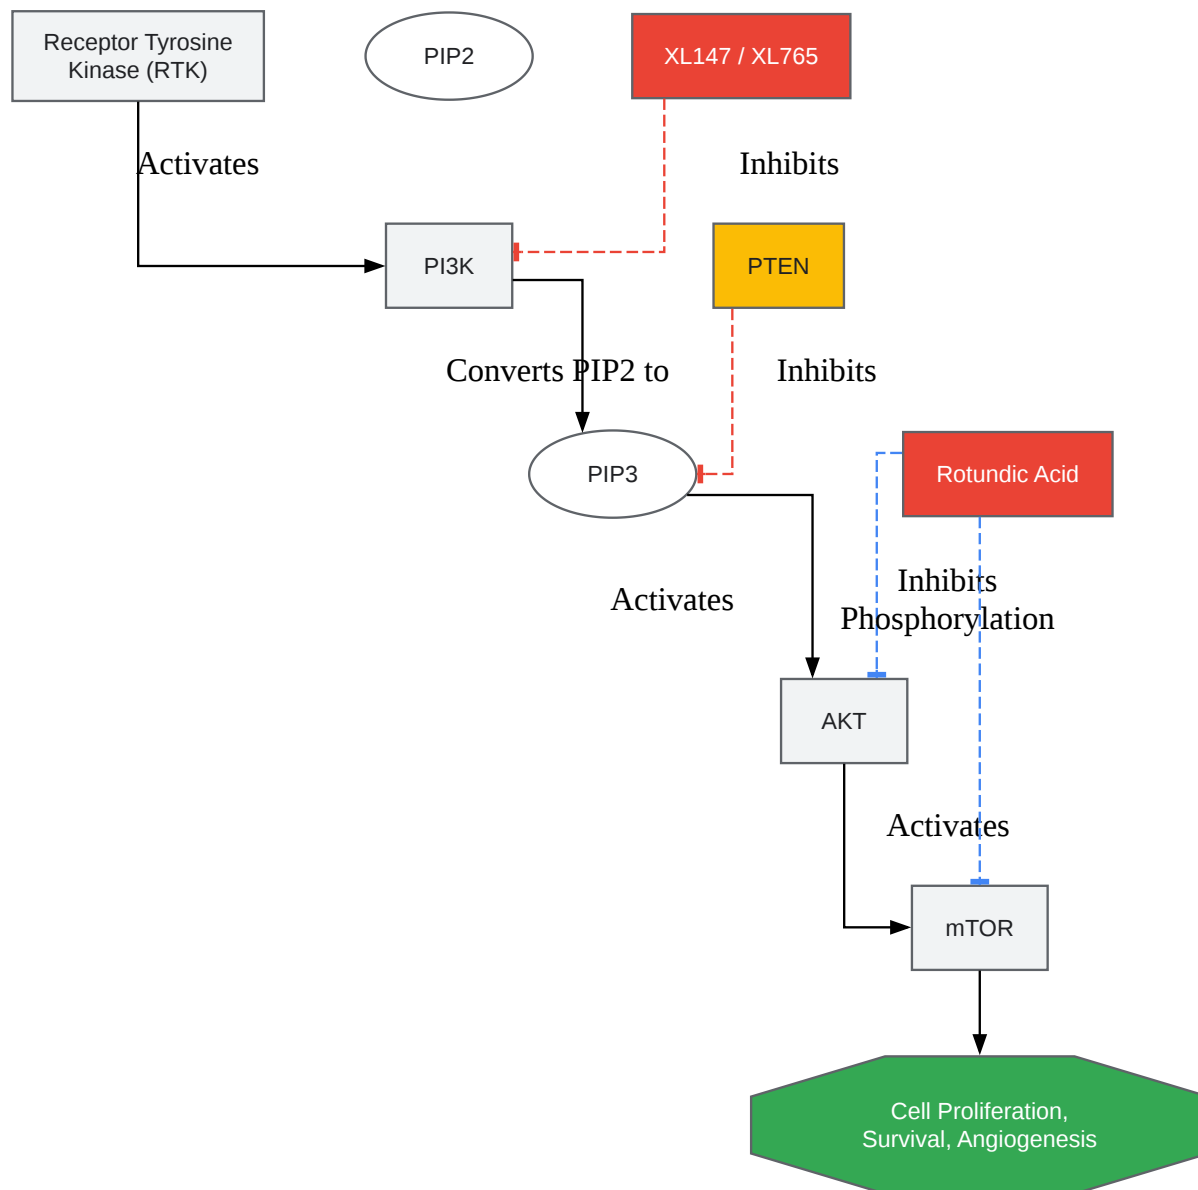 Receptor Tyrosine
Kinase (RTK)
PIP2
XL147 / XL765
Activates
Inhibits
PI3K
PTEN
Converts PIP2 to
Inhibits
PIP3
Rotundic Acid
Activates
Inhibits
Phosphorylation
AKT
Activates
mTOR
Cell Proliferation,
Survival, Angiogenesis